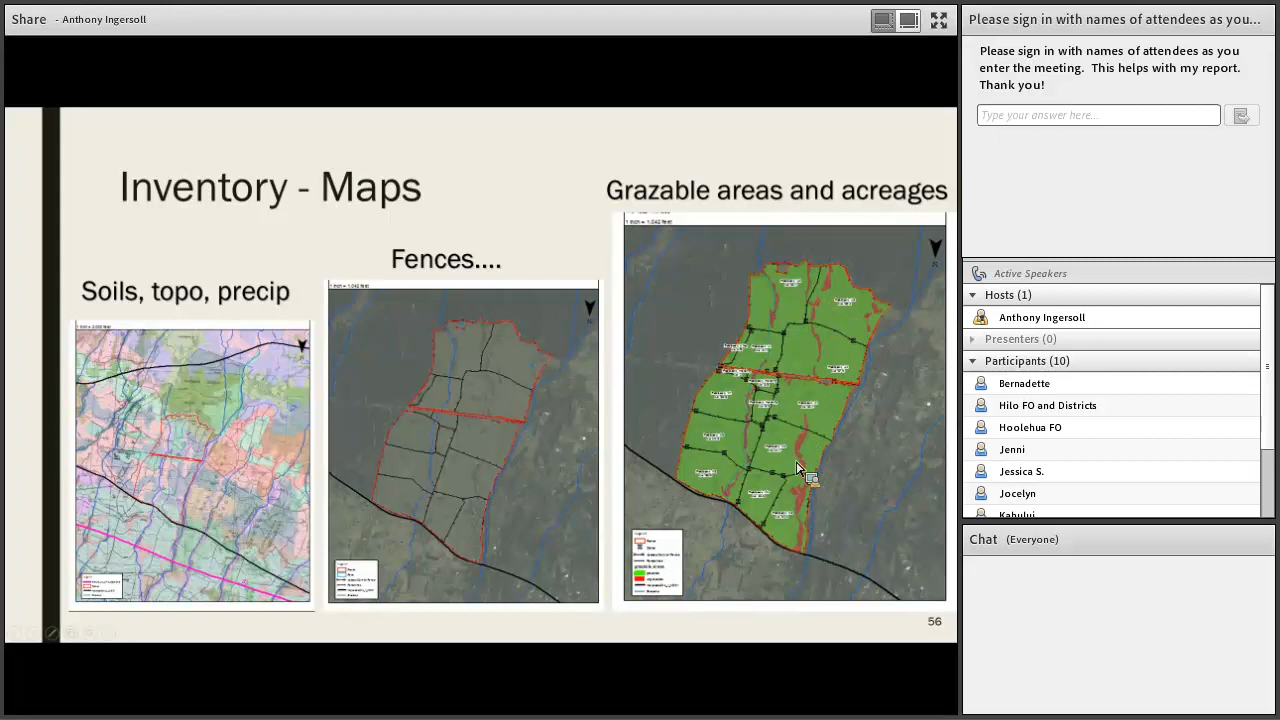 Share - Anthony Ingersoll
Inventory - Maps
Soils, topo, precip
Fences....
Grazable areas and acreages
56
Please sign in with names of attendees as you...
Please sign in with names of attendees as you
enter the meeting. This helps with my report.
Thank you!
Type your answer here...
Active Speakers
Hosts (1)
Anthony Ingersoll
Presenters (0)
Participants (10)
Bernadette
Hilo FO and Districts
Hoolehua FO
Jenni
Jessica S.
Jocelyn
Kahului
Chat (Everyone)